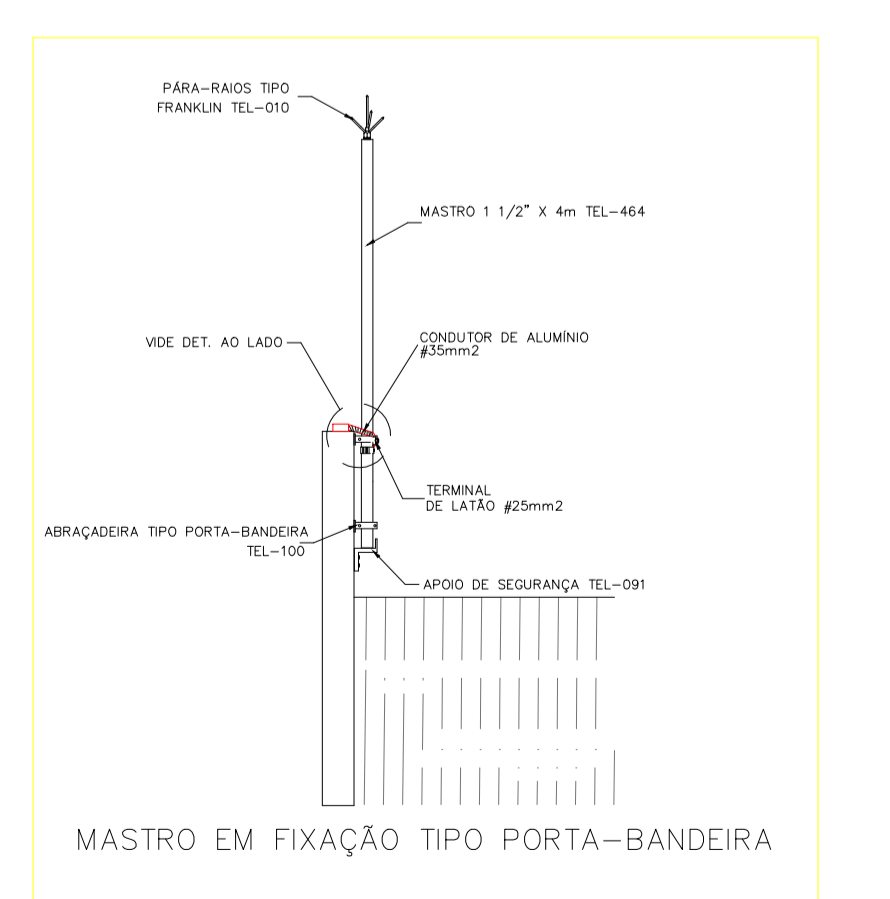 PÁRA-RAIOS TIPO
FRANKLIN TEL-010
MASTRO 1 1/2" X 4m TEL-464
VIDE DET. AO LADO
CONDUTOR DE ALUMÍNIO
#35mm2
TERMINAL
DE LATÃO #25mm2
ABRAÇADEIRA TIPO PORTA-BANDEIRA
TEL-100
APOIO DE SEGURANÇA TEL-091
MASTRO EM FIXAÇÃO TIPO PORTA-BANDEIRA